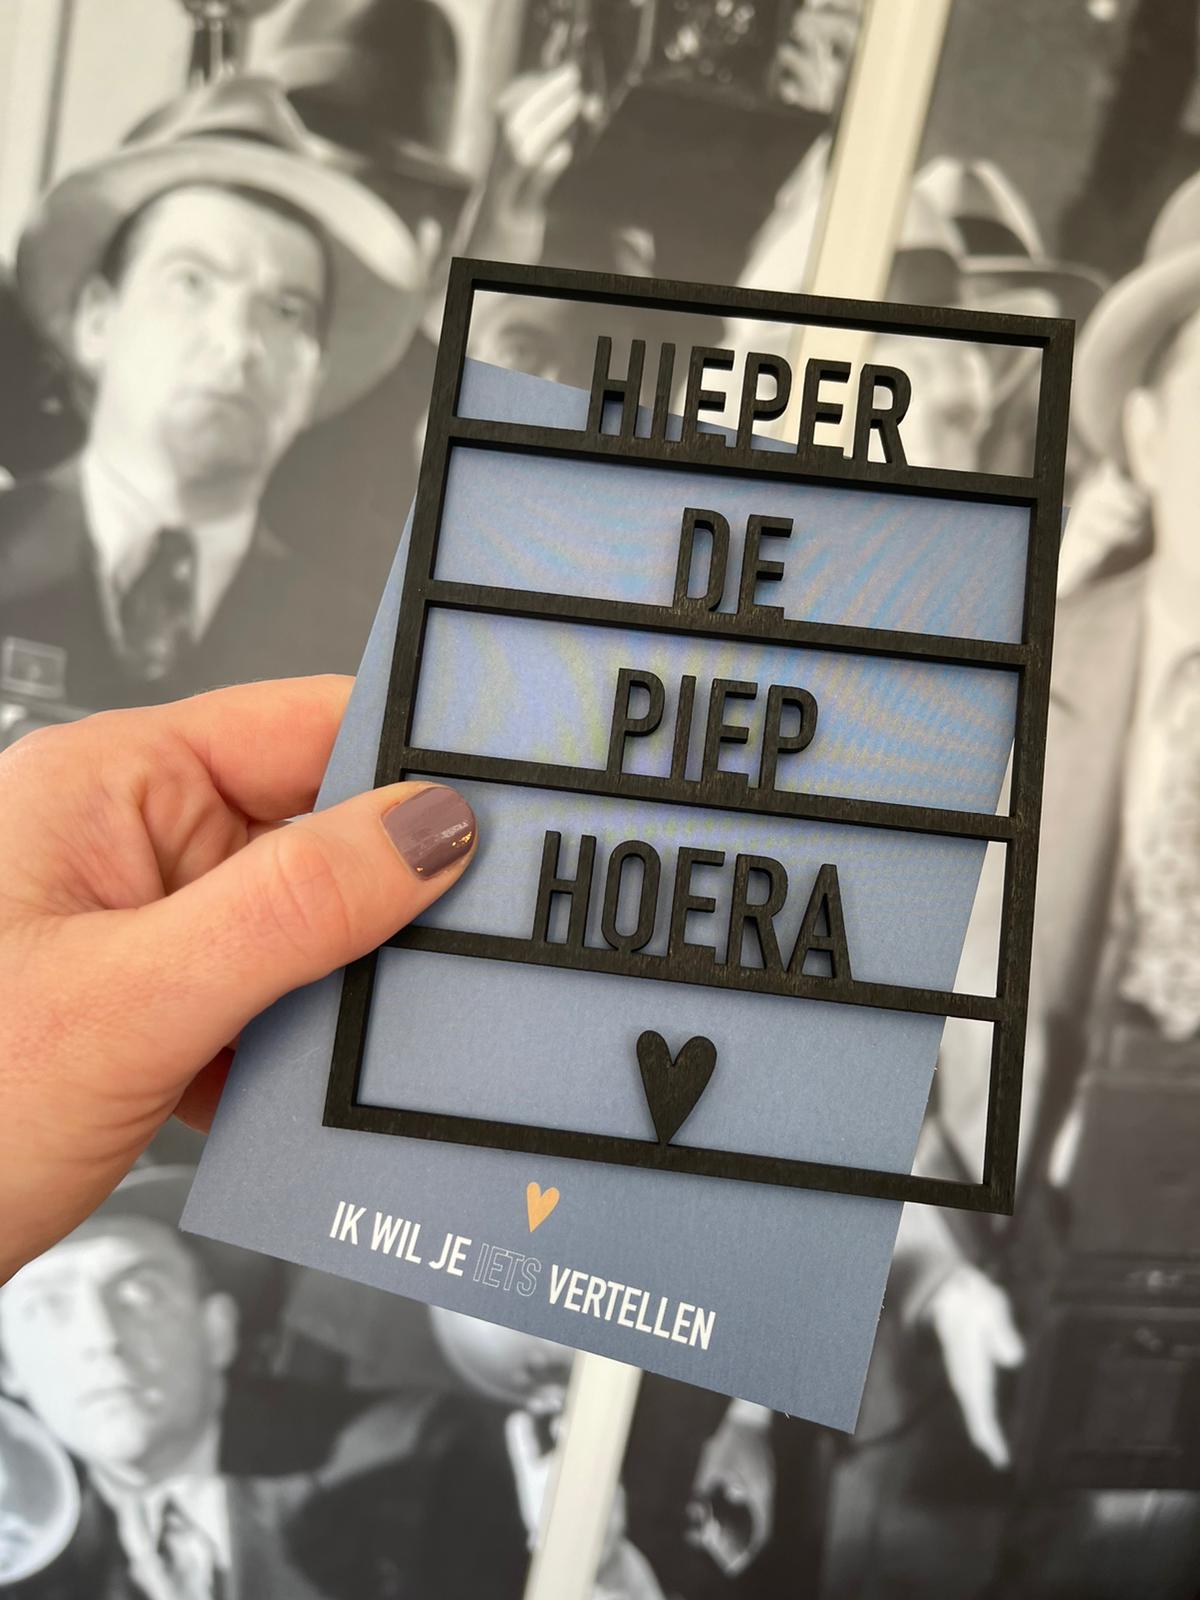 HIEPER
DE
PIEP
HOERA
IK WIL JE IETS VERTELLEN